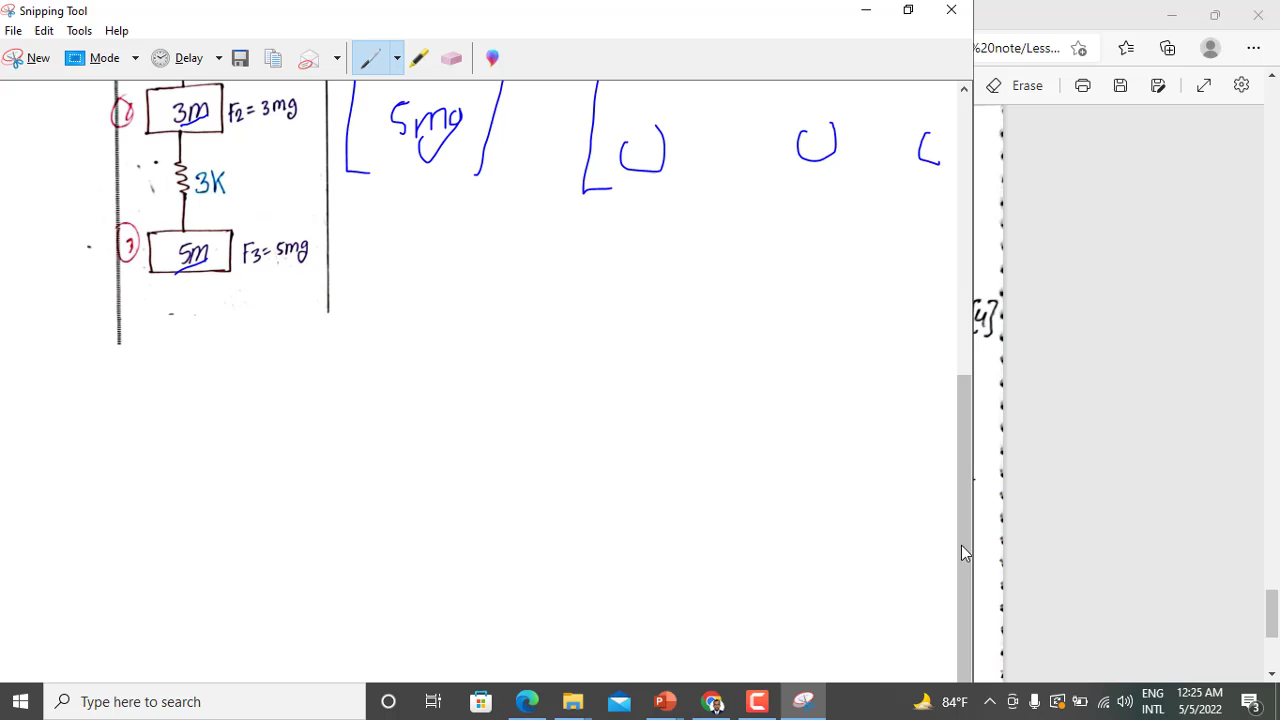 Snipping Tool
File Edit Tools Help
New Mode Delay
%20note/Less...
Erase
3m F2 = 3mg
5mg
3K
5m F3 = 5mg
[4]
Type here to search
84°F
ENG
INTL
12:25 AM
5/5/2022
3